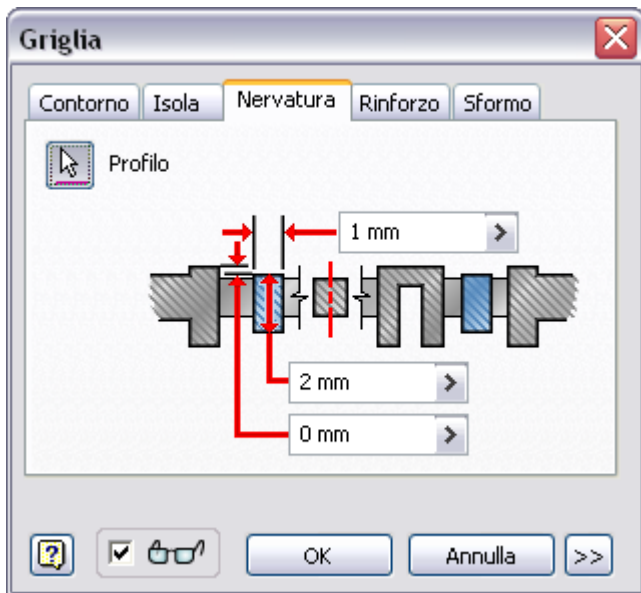 Griglia
Contorno Isola Nervatura Rinforzo Sformo
Profilo
1 mm >
2 mm >
0 mm >
? OK Annulla >>